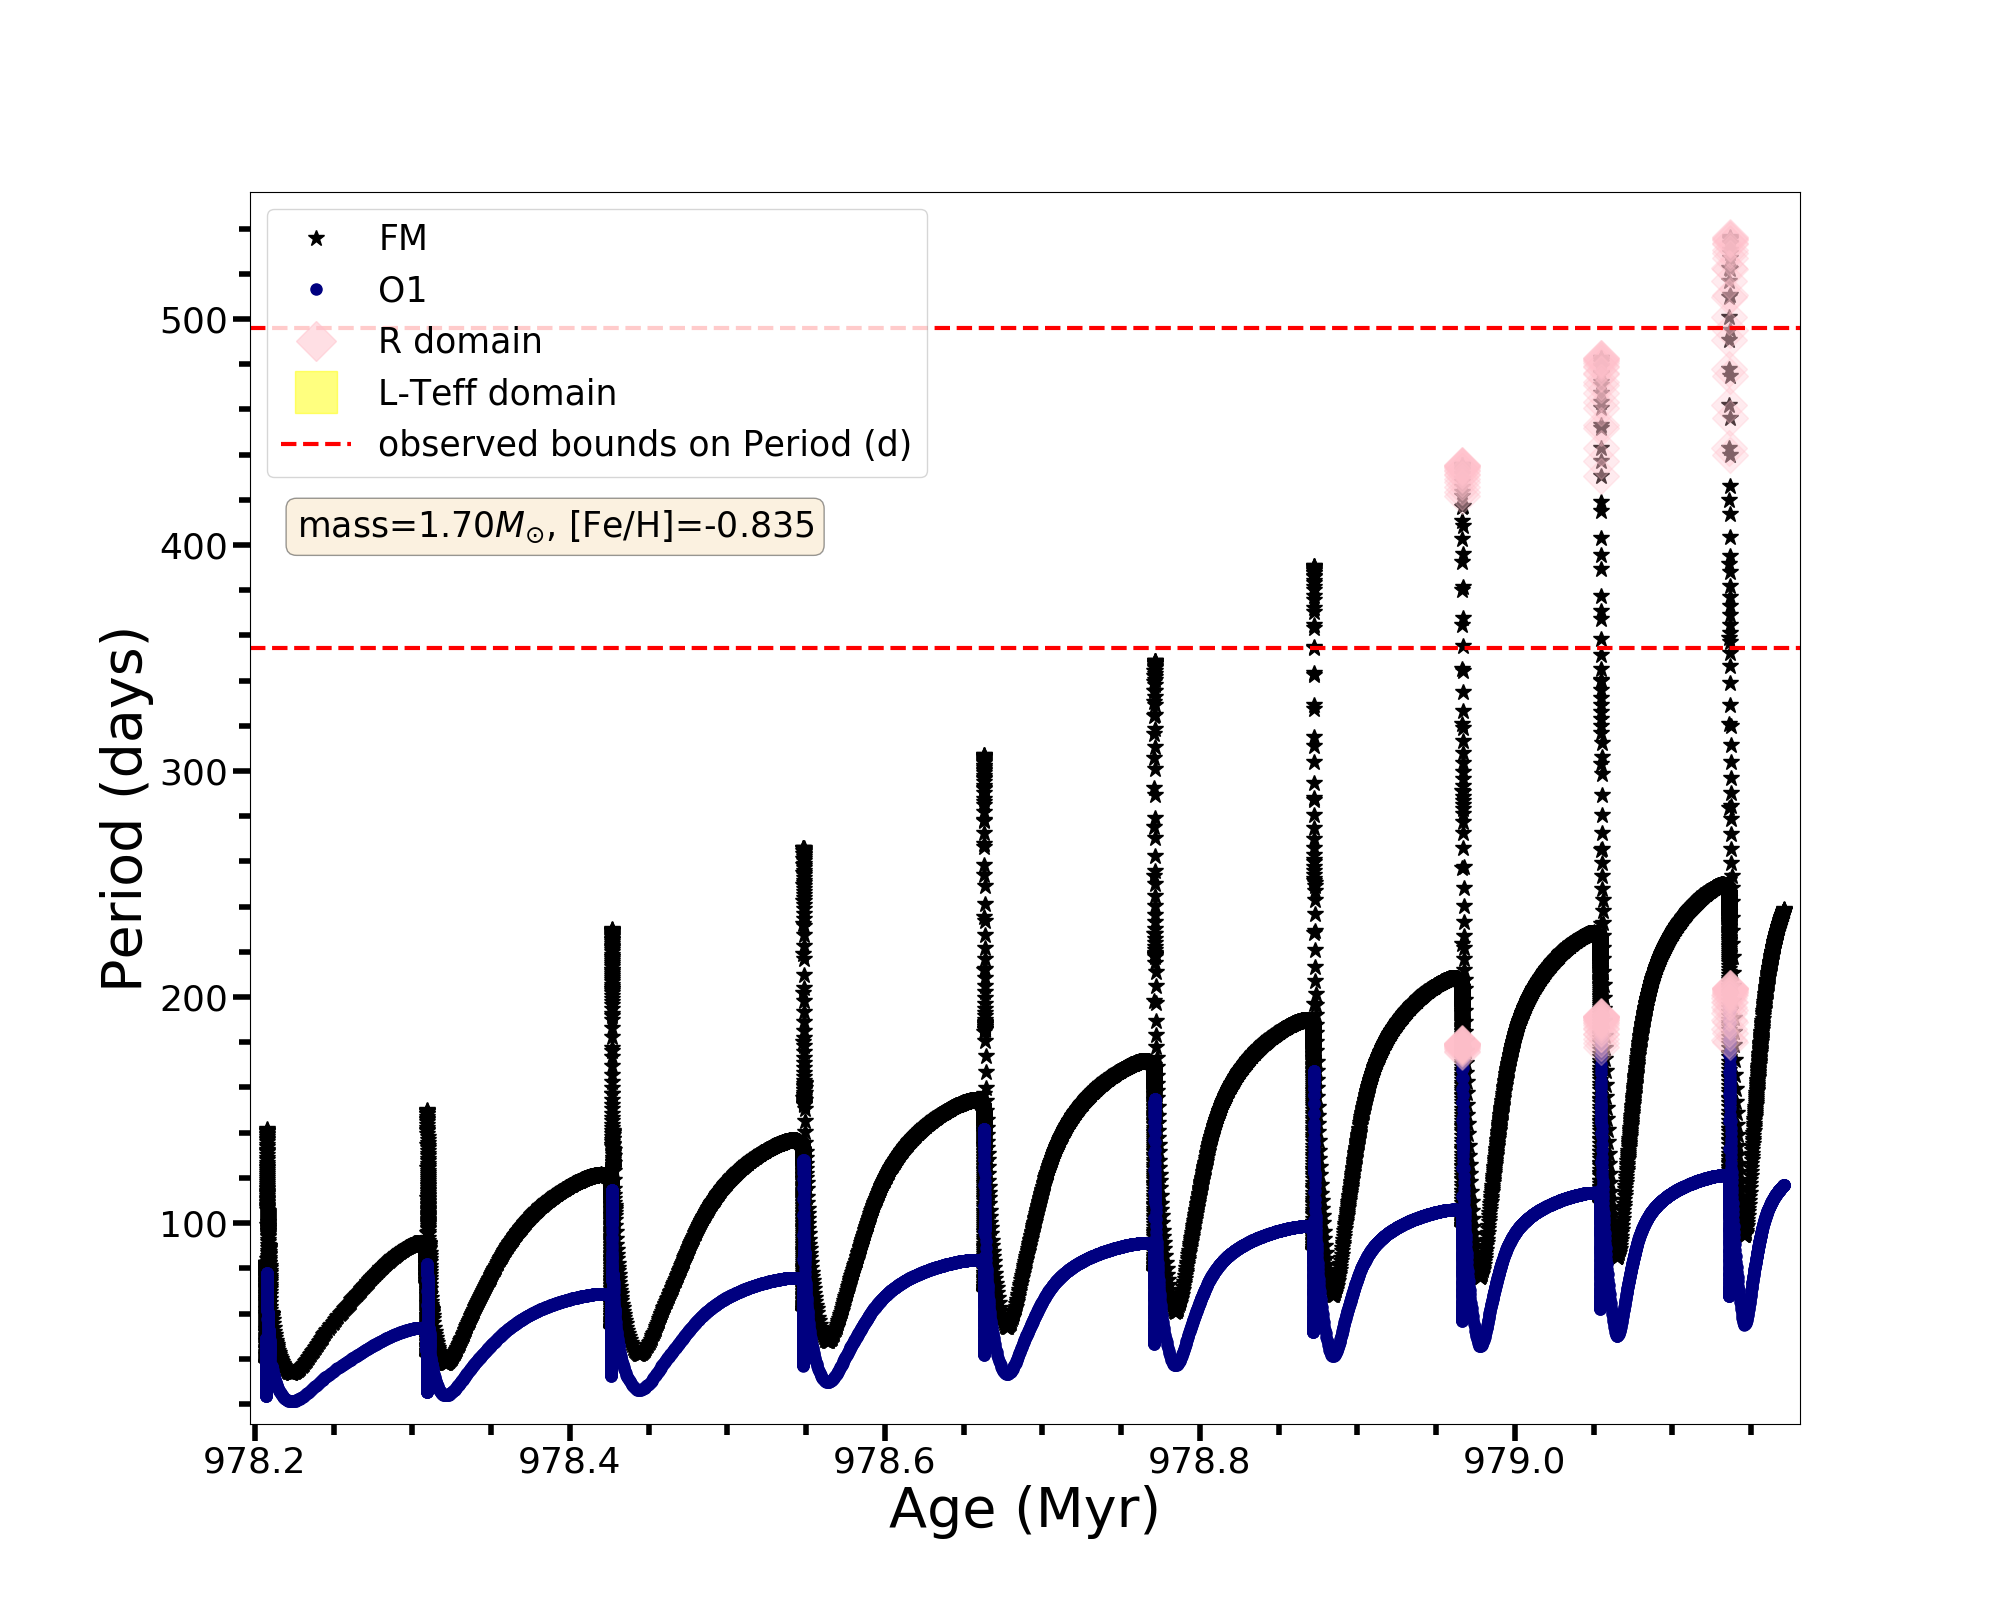 FM
O1
R domain
L-Teff domain
observed bounds on Period (d)
mass=1.70M⊙, [Fe/H]=-0.835
500
400
300
200
100
Period (days)
978.2 978.4 978.6 978.8 979.0
Age (Myr)